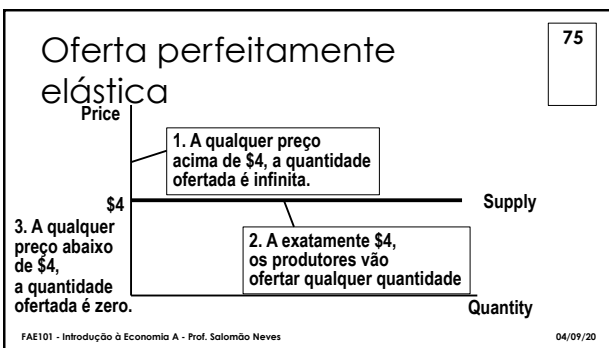 Oferta perfeitamente
elástica
75
Price
1. A qualquer preço
acima de $4, a quantidade
ofertada é infinita.
$4
Supply
3. A qualquer
preço abaixo
de $4,
a quantidade
ofertada é zero.
2. A exatamente $4,
os produtores vão
ofertar qualquer quantidade
Quantity
FAE101 - Introdução à Economia A - Prof. Salomão Neves
04/09/20